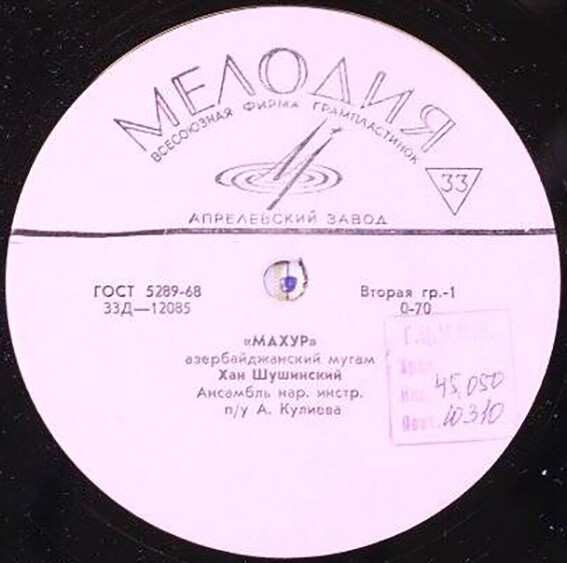 МЕЛОДИЯ
ВСЕСОЮЗНАЯ ФИРМА ГРАМПЛАСТИНОК
33
АПРЕЛЕВСКИЙ ЗАВОД
ГОСТ 5289-68
33Д—12085
Вторая гр.-1
0-70
«МАХУР»
азербайджанский мугам
Хан Шушинский
Ансамбль нар. инстр.
п/у А. Кулиева
45.050
10310